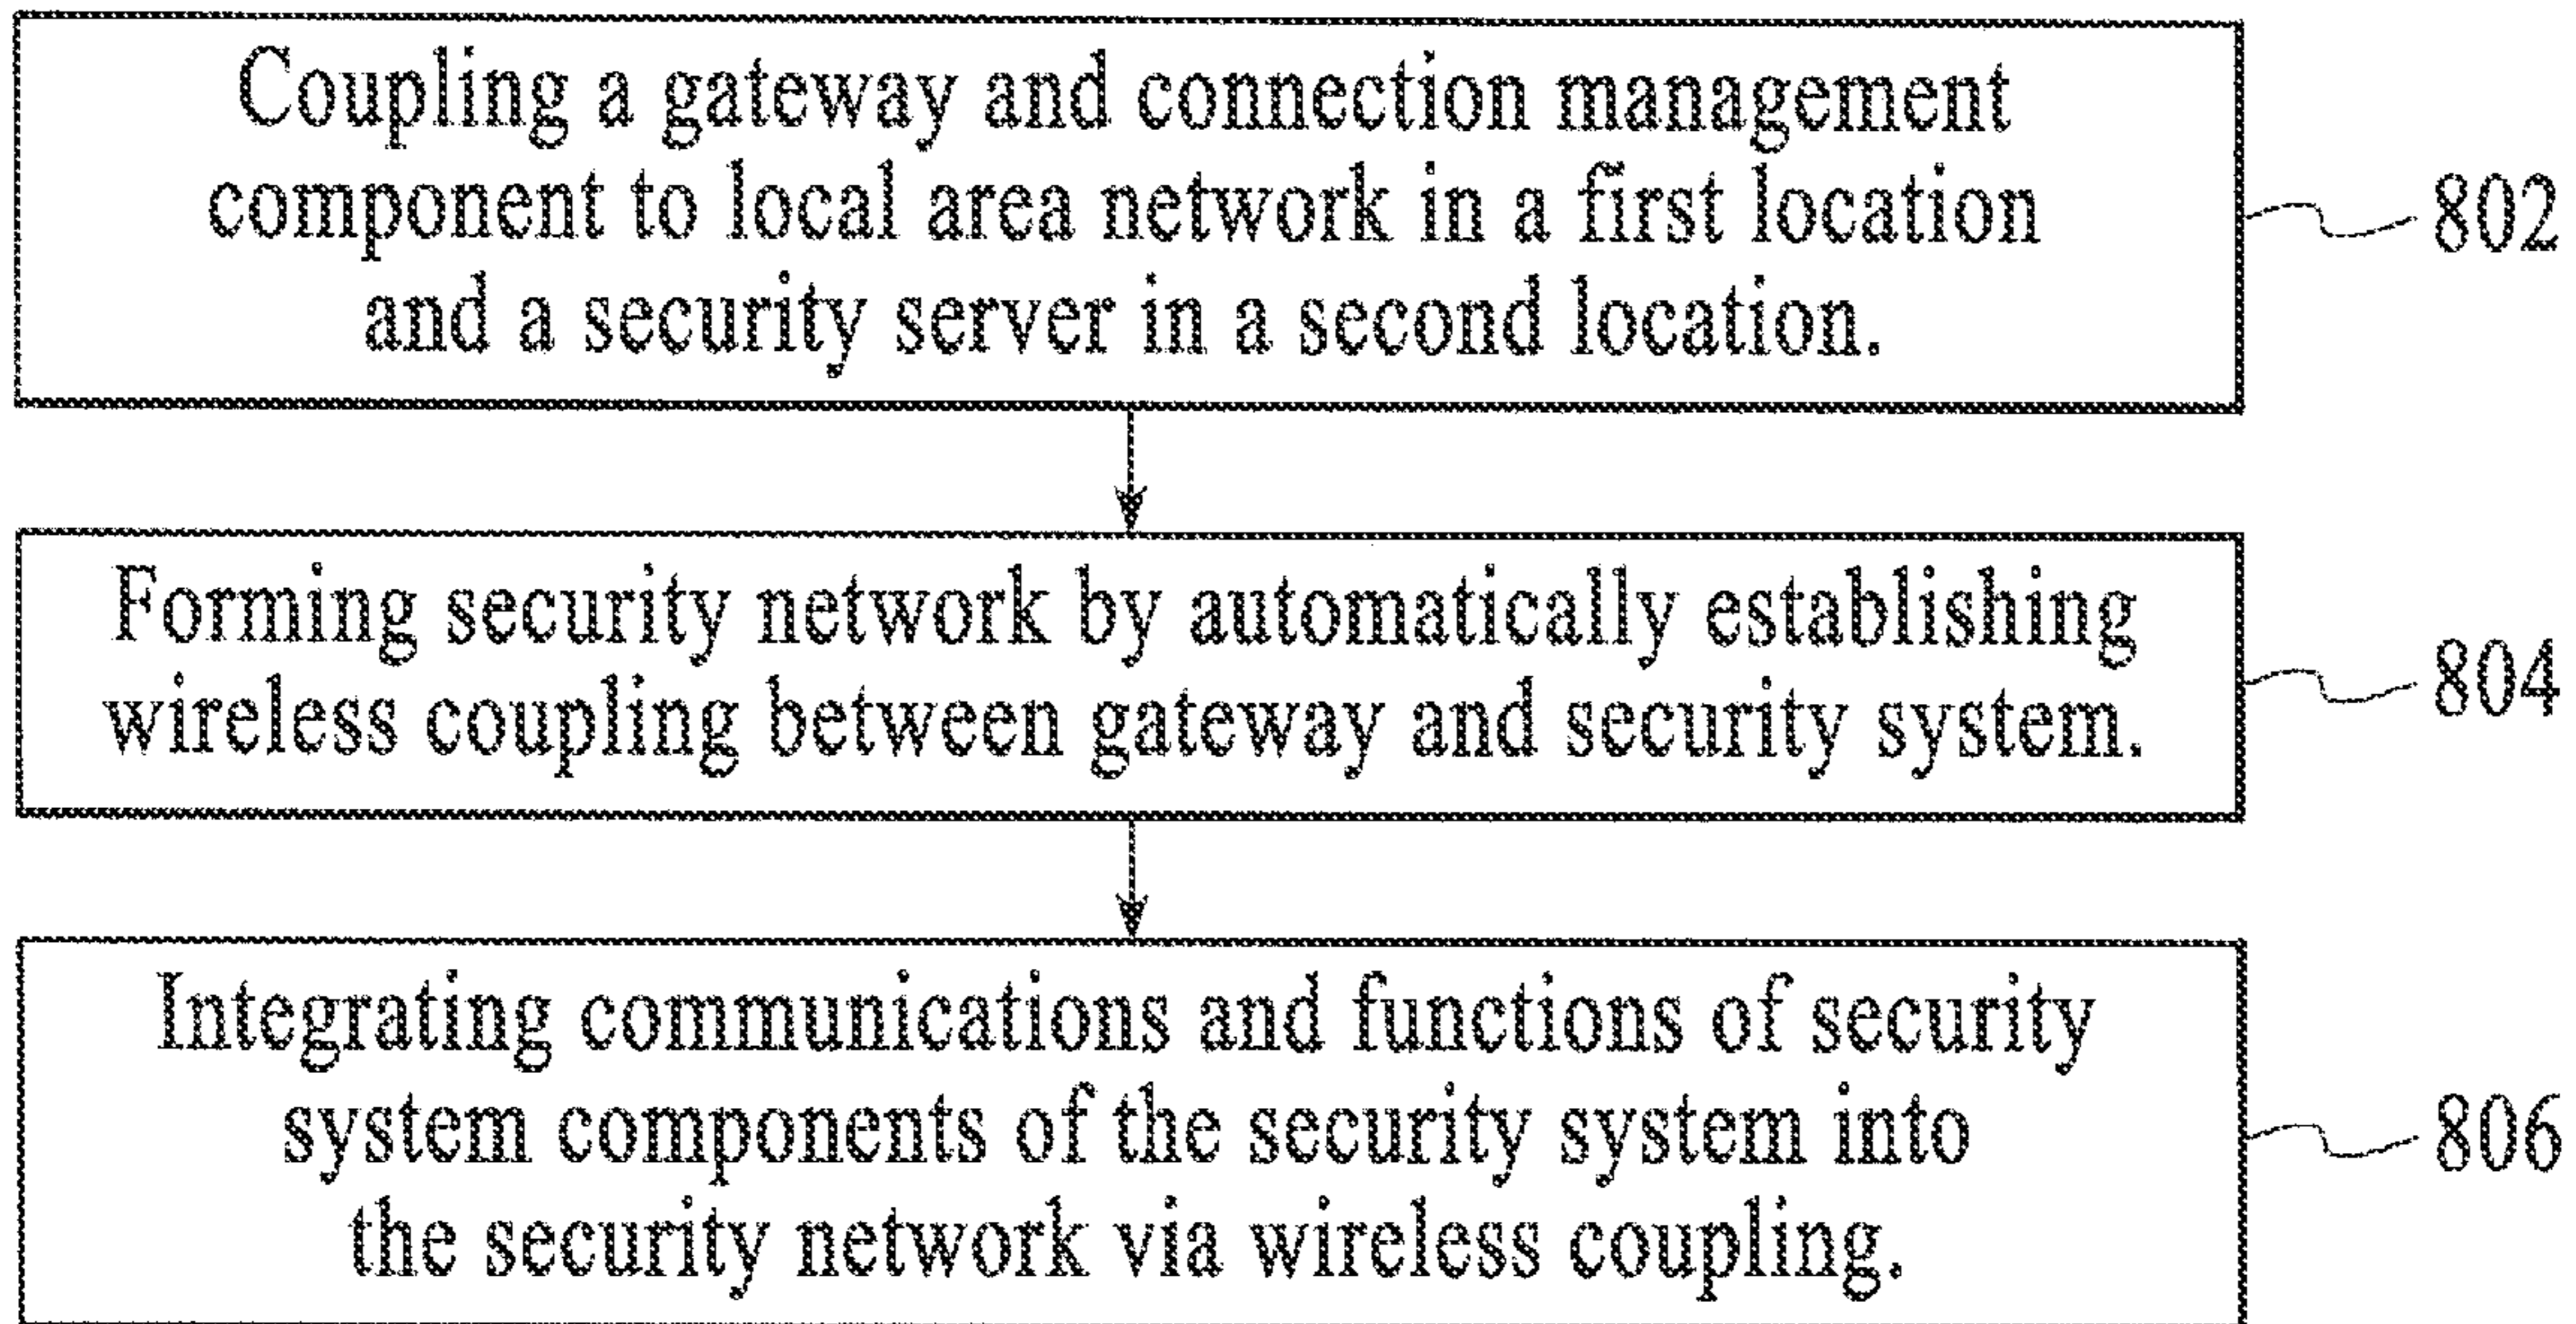 Coupling a gateway and connection management
component to local area network in a first location
and a security server in a second location.
802
Forming security network by automatically establishing
wireless coupling between gateway and security system.
804
Integrating communications and functions of security
system components of the security system into
the security network via wireless coupling.
806